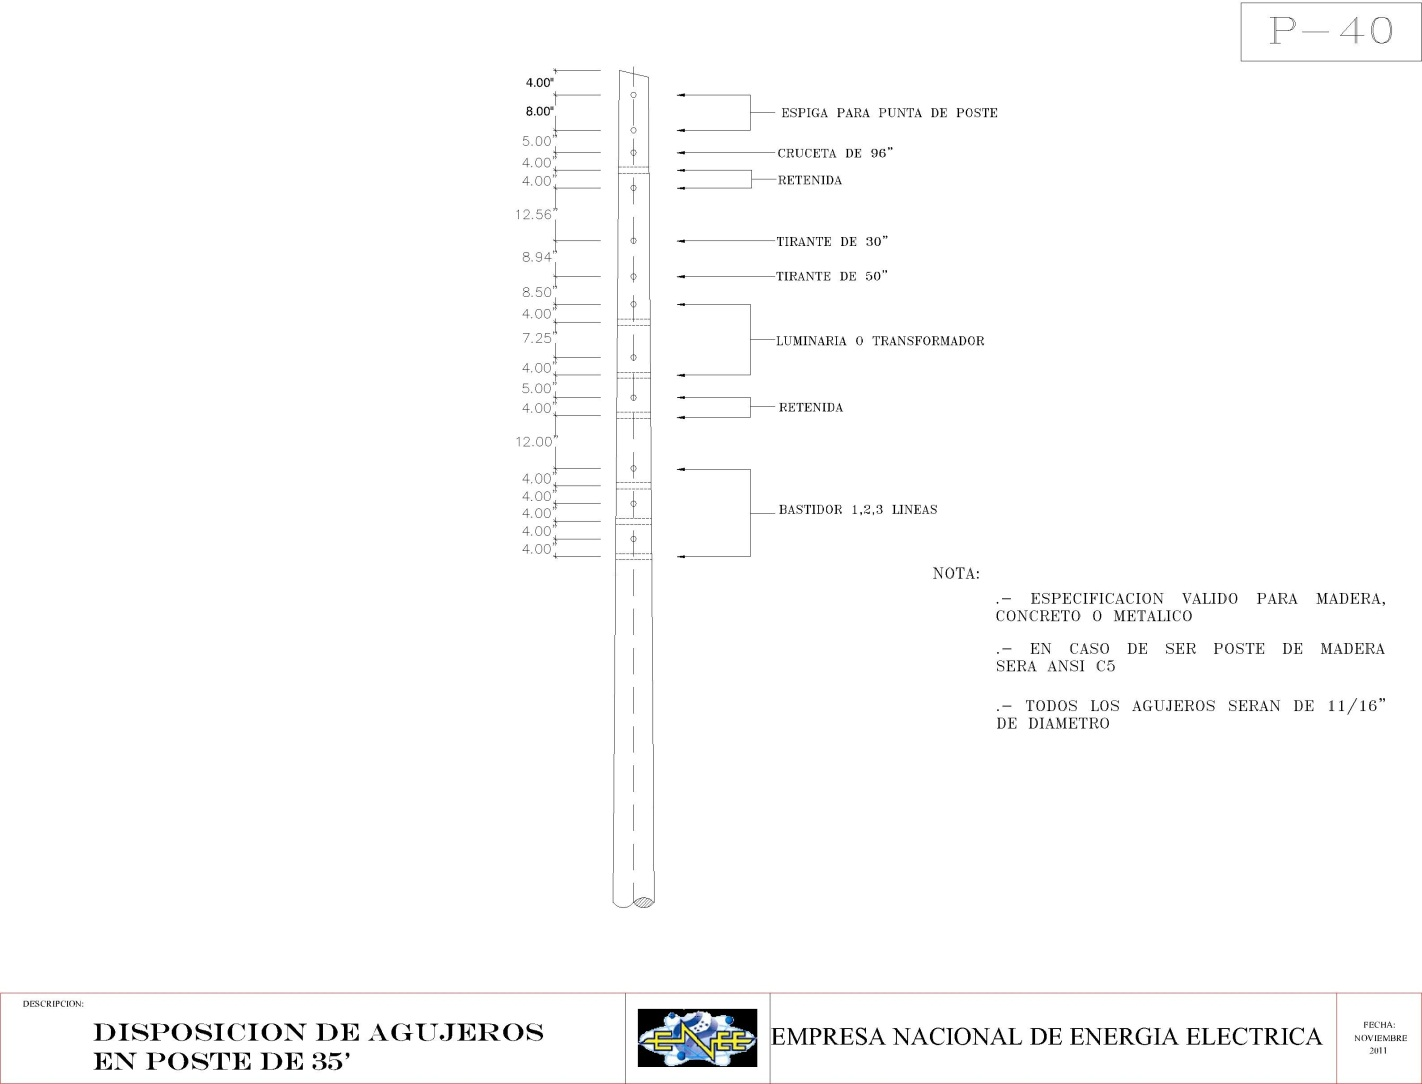 P-40
4.00"
8.00"
ESPIGA PARA PUNTA DE POSTE
5.00"
CRUCETA DE 96”
4.00"
4.00"
RETENIDA
12.56"
TIRANTE DE 30”
8.94"
TIRANTE DE 50”
8.50"
4.00"
7.25"
LUMINARIA O TRANSFORMADOR
4.00"
5.00"
4.00"
RETENIDA
12.00"
4.00"
4.00"
4.00"
BASTIDOR 1,2,3 LINEAS
4.00"
4.00"
NOTA:
.- ESPECIFICACION VALIDO PARA MADERA,
CONCRETO O METALICO
.- EN CASO DE SER POSTE DE MADERA
SERA ANSI C5
.- TODOS LOS AGUJEROS SERAN DE 11/16”
DE DIAMETRO
DESCRIPCION:
DISPOSICION DE AGUJEROS
EN POSTE DE 35'
ENEE
EMPRESA NACIONAL DE ENERGIA ELECTRICA
FECHA:
NOVIEMBRE
2011